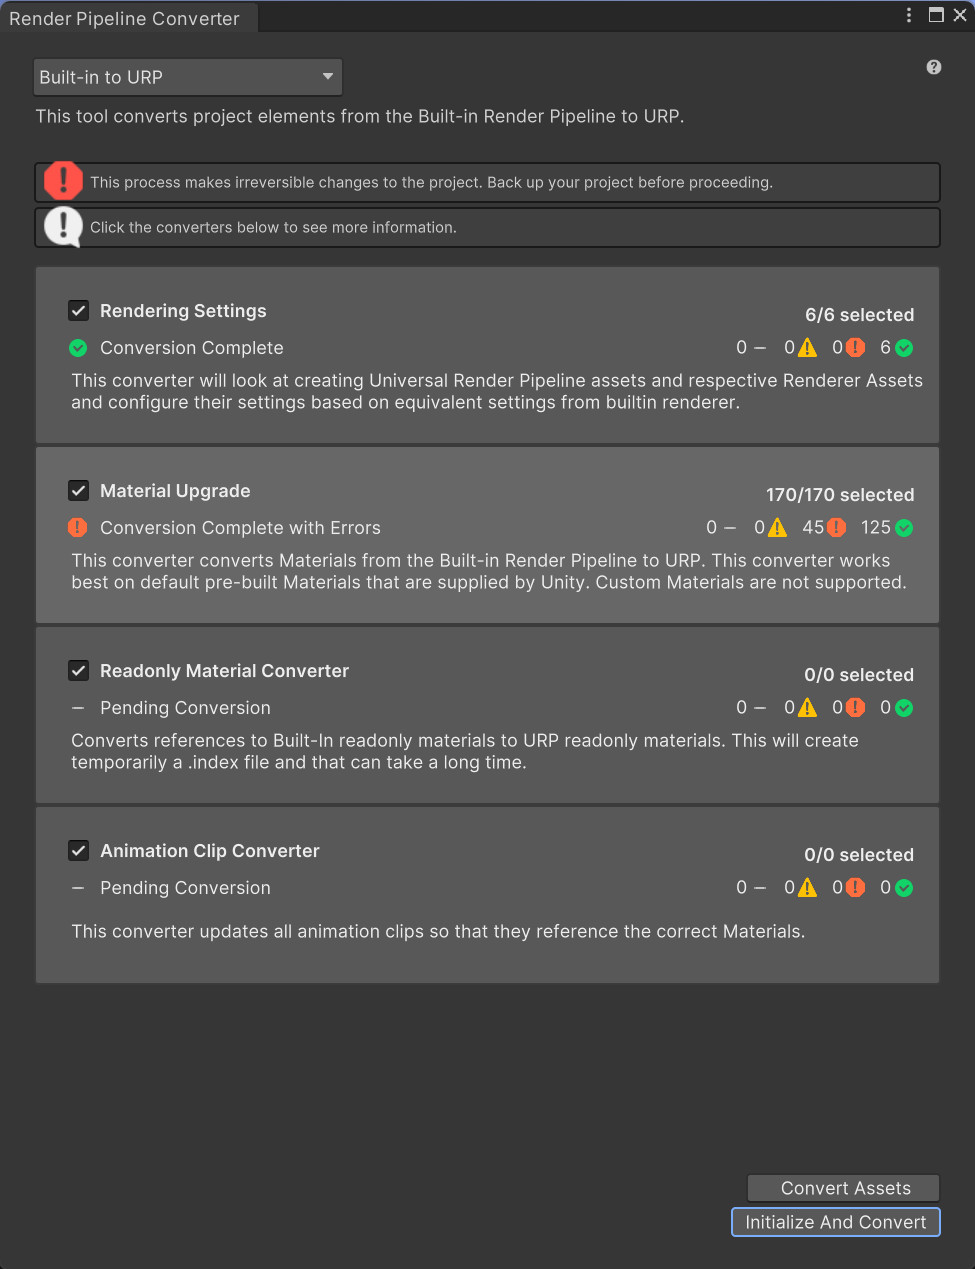 Render Pipeline Converter
Built-in to URP
This tool converts project elements from the Built-in Render Pipeline to URP.
This process makes irreversible changes to the project. Back up your project before proceeding.
Click the converters below to see more information.
Rendering Settings
6/6 selected
Conversion Complete
0 – 0 0 6
This converter will look at creating Universal Render Pipeline assets and respective Renderer Assets
and configure their settings based on equivalent settings from builtin renderer.
Material Upgrade
170/170 selected
Conversion Complete with Errors
0 – 0 45 125
This converter converts Materials from the Built-in Render Pipeline to URP. This converter works
best on default pre-built Materials that are supplied by Unity. Custom Materials are not supported.
Readonly Material Converter
0/0 selected
– Pending Conversion
0 – 0 0 0
Converts references to Built-In readonly materials to URP readonly materials. This will create
temporarily a .index file and that can take a long time.
Animation Clip Converter
0/0 selected
– Pending Conversion
0 – 0 0 0
This converter updates all animation clips so that they reference the correct Materials.
Convert Assets
Initialize And Convert